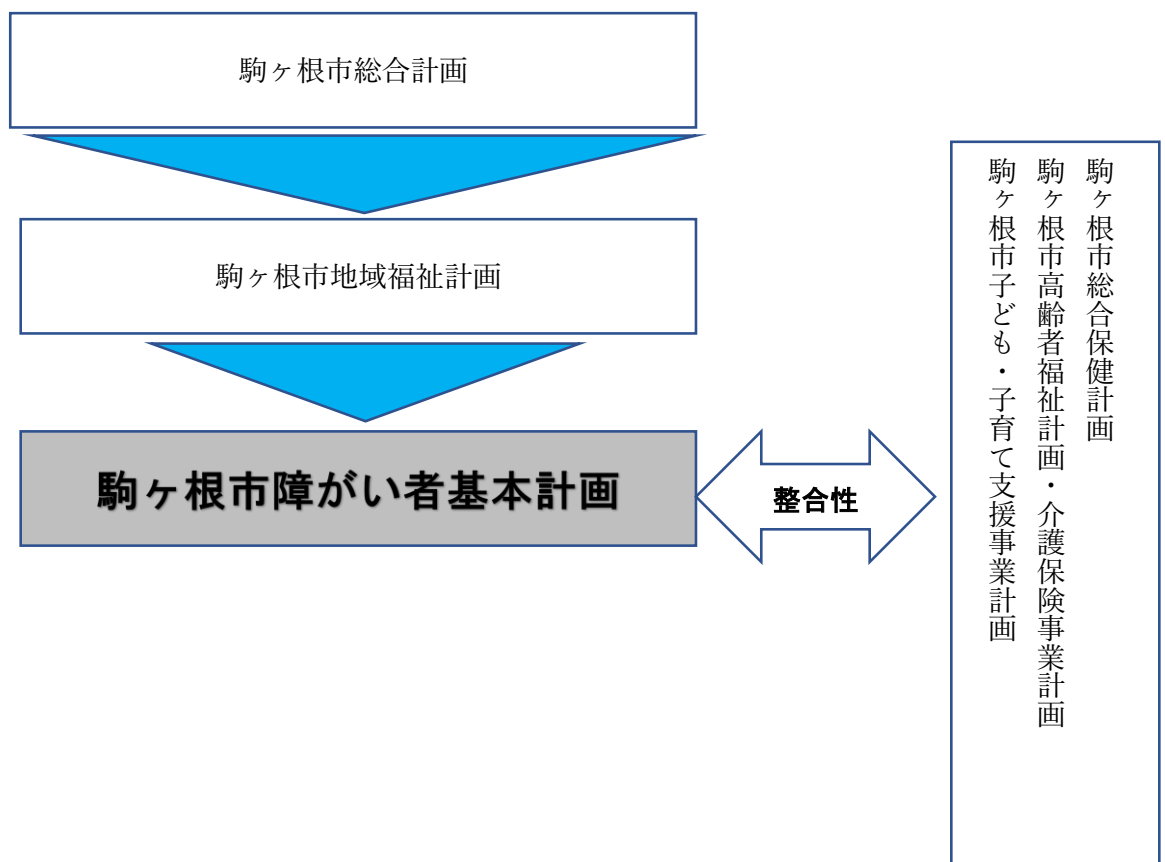 駒ヶ根市総合計画
駒ヶ根市地域福祉計画
駒ヶ根市障がい者基本計画
整合性
駒ヶ根市総合保健計画
駒ヶ根市高齢者福祉計画・介護保険事業計画
駒ヶ根市子ども・子育て支援事業計画